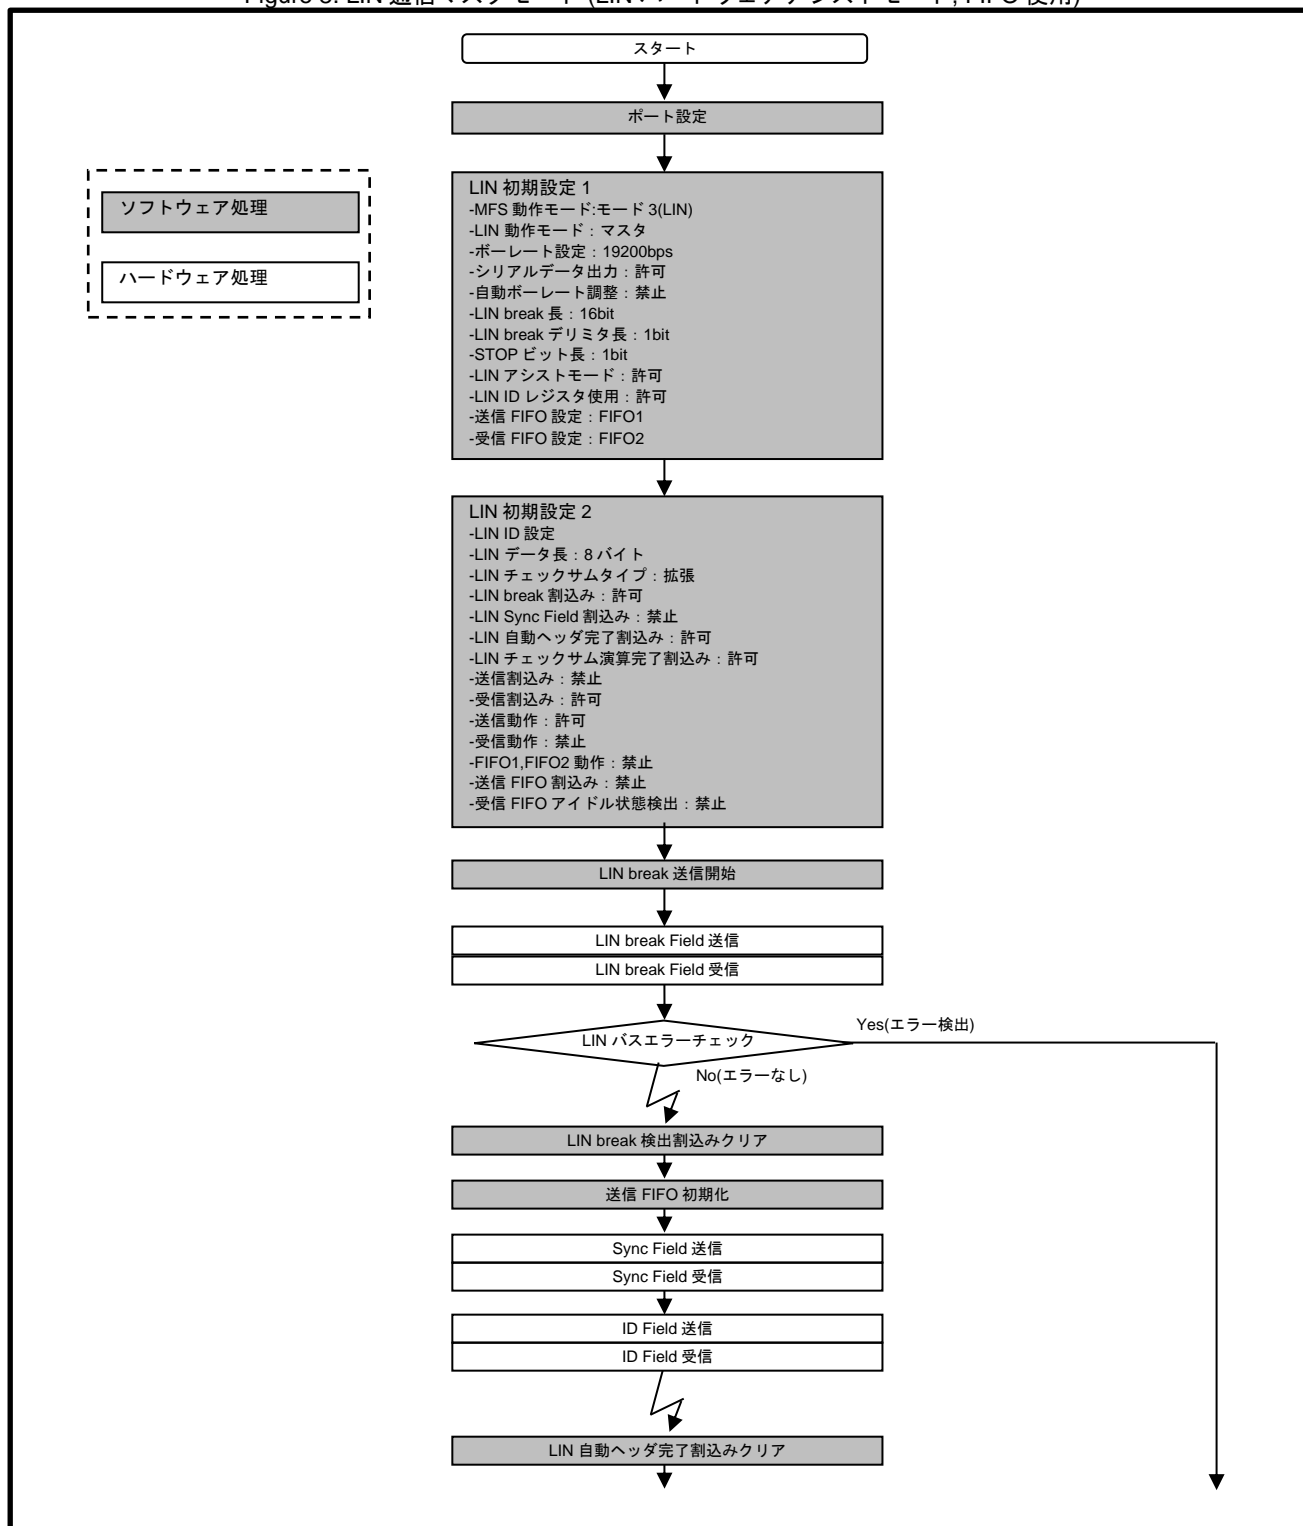 スタート
ポート設定
ソフトウェア処理
ハードウェア処理
LIN 初期設定 1
-MFS 動作モード:モード 3(LIN)
-LIN 動作モード：マスタ
-ボーレート設定：19200bps
-シリアルデータ出力：許可
-自動ボーレート調整：禁止
-LIN break 長：16bit
-LIN break デリミタ長：1bit
-STOP ビット長：1bit
-LIN アシストモード：許可
-LIN ID レジスタ使用：許可
-送信 FIFO 設定：FIFO1
-受信 FIFO 設定：FIFO2
LIN 初期設定 2
-LIN ID 設定
-LIN データ長：8 バイト
-LIN チェックサムタイプ：拡張
-LIN break 割込み：許可
-LIN Sync Field 割込み：禁止
-LIN 自動ヘッダ完了割込み：許可
-LIN チェックサム演算完了割込み：許可
-送信割込み：禁止
-受信割込み：許可
-送信動作：許可
-受信動作：禁止
-FIFO1,FIFO2 動作：禁止
-送信 FIFO 割込み：禁止
-受信 FIFO アイドル状態検出：禁止
LIN break 送信開始
LIN break Field 送信
LIN break Field 受信
LIN バスエラーチェック
Yes(エラー検出)
No(エラーなし)
LIN break 検出割込みクリア
送信 FIFO 初期化
Sync Field 送信
Sync Field 受信
ID Field 送信
ID Field 受信
LIN 自動ヘッダ完了割込みクリア